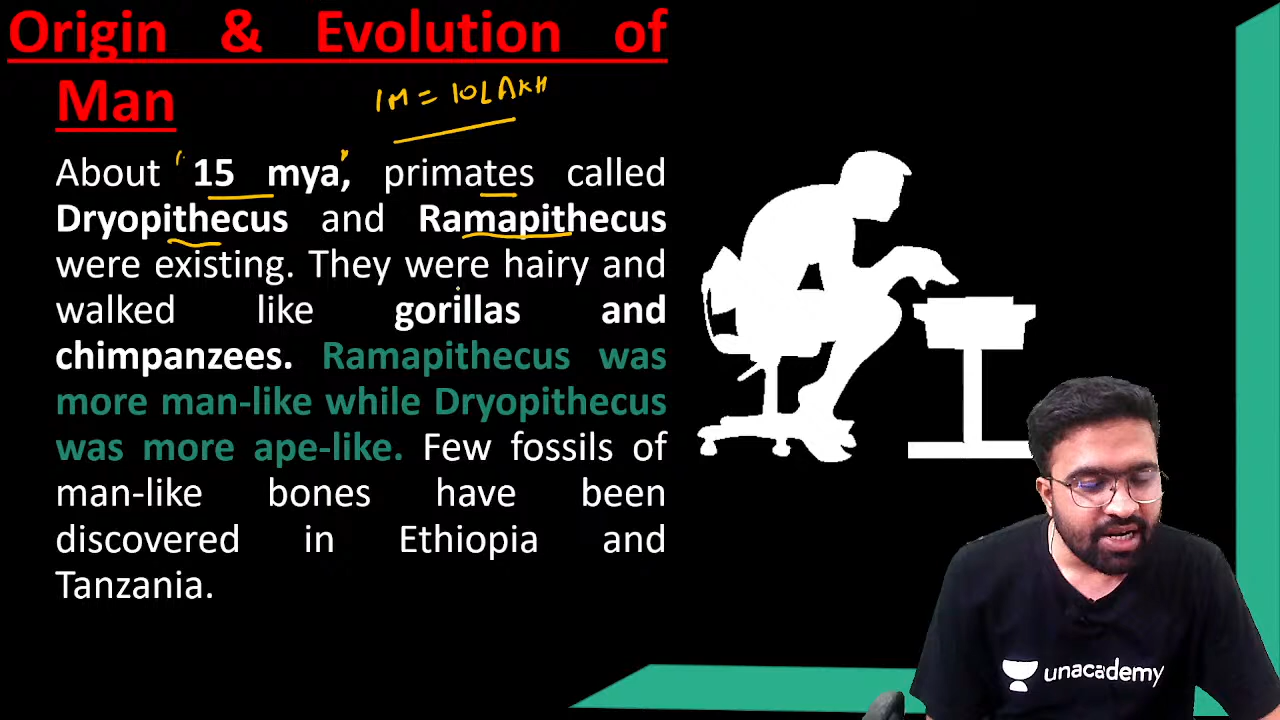 Origin & Evolution of
Man
1M = 10LAKH
About '15 mya', primates called
Dryopithecus and Ramapithecus
were existing. They were hairy and
walked like gorillas and
chimpanzees. Ramapithecus was
more man-like while Dryopithecus
was more ape-like. Few fossils of
man-like bones have been
discovered in Ethiopia and
Tanzania.
unacademy